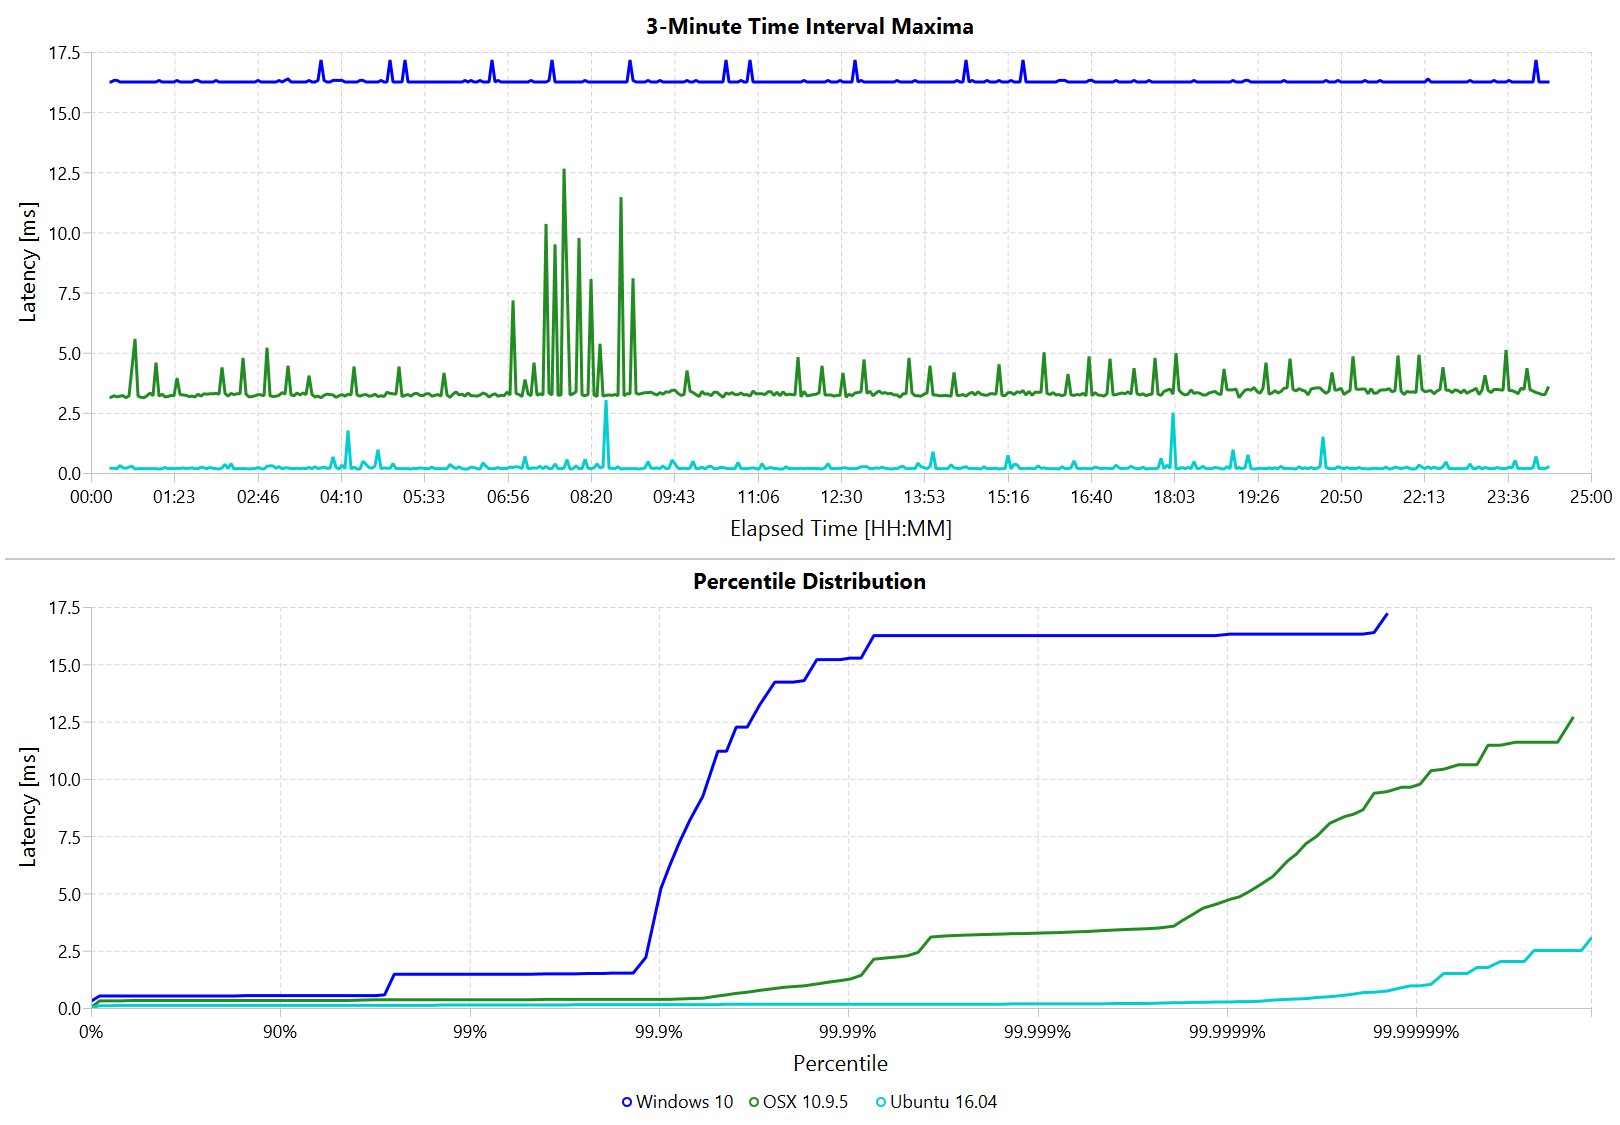 3-Minute Time Interval Maxima
17.5
15.0
12.5
10.0
7.5
5.0
2.5
0.0
Latency [ms]
00:00 01:23 02:46 04:10 05:33 06:56 08:20 09:43 11:06 12:30 13:53 15:16 16:40 18:03 19:26 20:50 22:13 23:36 25:00
Elapsed Time [HH:MM]
Percentile Distribution
17.5
15.0
12.5
10.0
7.5
5.0
2.5
0.0
Latency [ms]
0% 90% 99% 99.9% 99.99% 99.999% 99.9999% 99.99999%
Percentile
Windows 10 OSX 10.9.5 Ubuntu 16.04